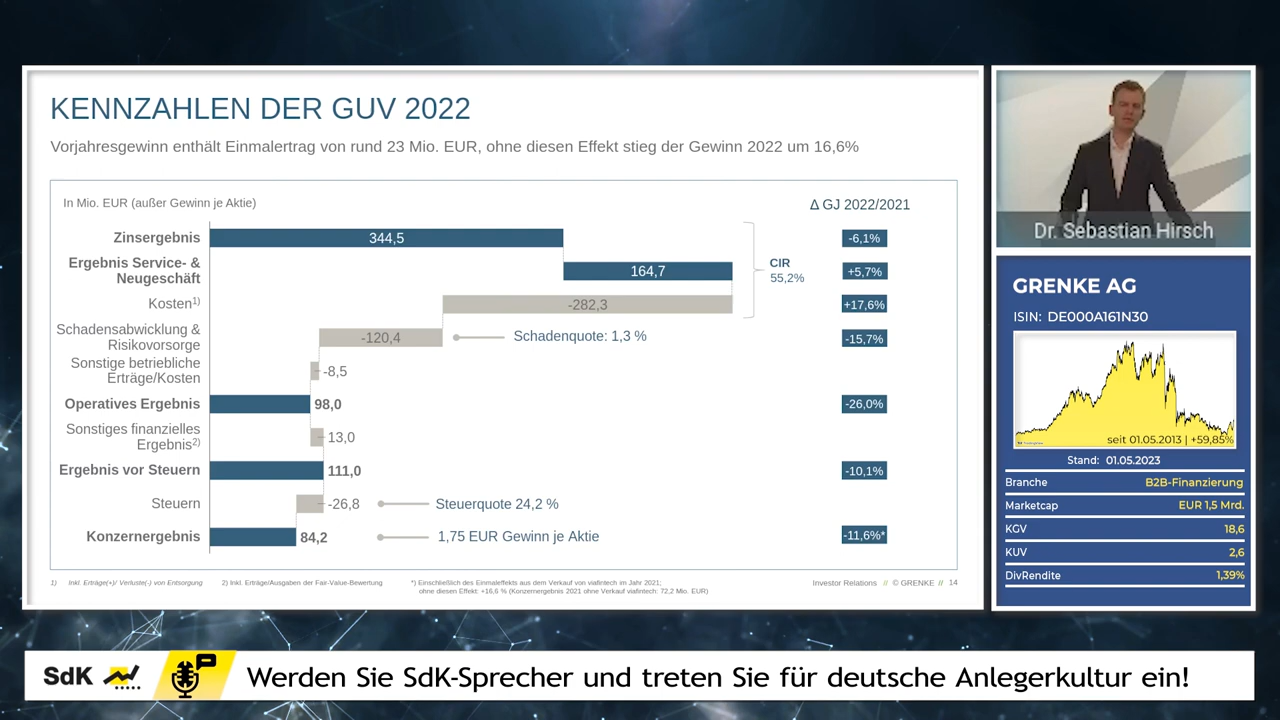 KENNZAHLEN DER GUV 2022
Vorjahresgewinn enthält Einmalertrag von rund 23 Mio. EUR, ohne diesen Effekt stieg der Gewinn 2022 um 16,6%
In Mio. EUR (außer Gewinn je Aktie)
Δ GJ 2022/2021
Zinsergebnis 344,5 -6,1%
Ergebnis Service- &
Neugeschäft 164,7 +5,7%
CIR
55,2%
Kosten1) -282,3 +17,6%
Schadensabwicklung &
Risikovorsorge -120,4 Schadenquote: 1,3 % -15,7%
Sonstige betriebliche
Erträge/Kosten -8,5
Operatives Ergebnis 98,0 -26,0%
Sonstiges finanzielles
Ergebnis2) 13,0
Ergebnis vor Steuern 111,0 -10,1%
Steuern -26,8 Steuerquote 24,2 %
Konzernergebnis 84,2 1,75 EUR Gewinn je Aktie -11,6%*
1) Inkl. Erträge(+)/ Verluste(-) von Entsorgung 2) Inkl. Erträge/Ausgaben der Fair-Value-Bewertung *) Einschließlich des Einmaleffekts aus dem Verkauf von viafintech im Jahr 2021;
ohne diesen Effekt: +16,6 % (Konzernergebnis 2021 ohne Verkauf viafintech: 72,2 Mio. EUR)
Investor Relations // © GRENKE // 14
Dr. Sebastian Hirsch
GRENKE AG
ISIN: DE000A161N30
seit 01.05.2013 | +59,85%
Stand: 01.05.2023
Branche B2B-Finanzierung
Marketcap EUR 1,5 Mrd.
KGV 18,6
KUV 2,6
DivRendite 1,39%
SdK Werden Sie SdK-Sprecher und treten Sie für deutsche Anlegerkultur ein!